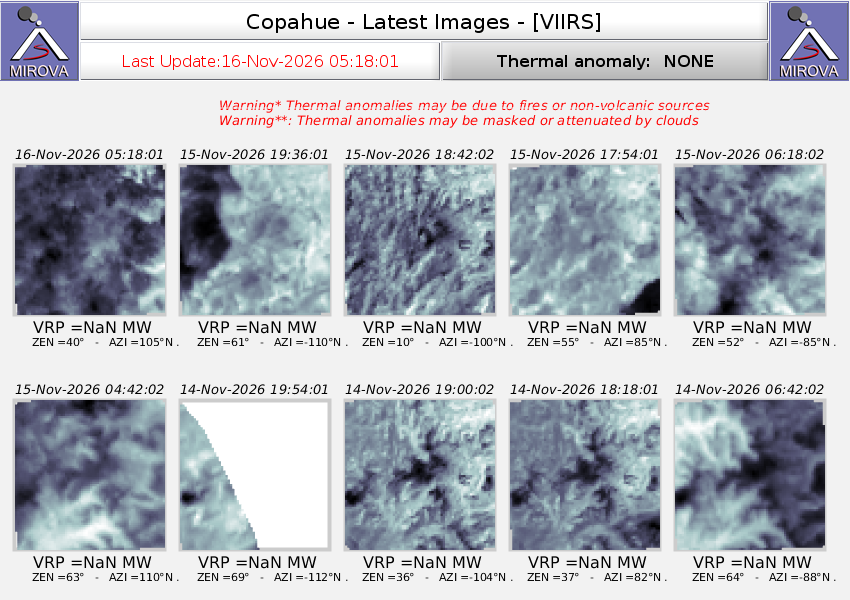 Copahue - Latest Images - [VIIRS]
MIROVA
Last Update:16-Nov-2026 05:18:01
Thermal anomaly: NONE
MIROVA
Warning* Thermal anomalies may be due to fires or non-volcanic sources
Warning**: Thermal anomalies may be masked or attenuated by clouds
16-Nov-2026 05:18:01
15-Nov-2026 19:36:01
15-Nov-2026 18:42:02
15-Nov-2026 17:54:01
15-Nov-2026 06:18:02
VRP =NaN MW
VRP =NaN MW
VRP =NaN MW
VRP =NaN MW
VRP =NaN MW
ZEN =40° - AZI =105°N .
ZEN =61° - AZI =-110°N .
ZEN =10° - AZI =-100°N .
ZEN =55° - AZI =85°N .
ZEN =52° - AZI =-85°N .
15-Nov-2026 04:42:02
14-Nov-2026 19:54:01
14-Nov-2026 19:00:02
14-Nov-2026 18:18:01
14-Nov-2026 06:42:02
VRP =NaN MW
VRP =NaN MW
VRP =NaN MW
VRP =NaN MW
VRP =NaN MW
ZEN =63° - AZI =110°N .
ZEN =69° - AZI =-112°N .
ZEN =36° - AZI =-104°N .
ZEN =37° - AZI =82°N .
ZEN =64° - AZI =-88°N .